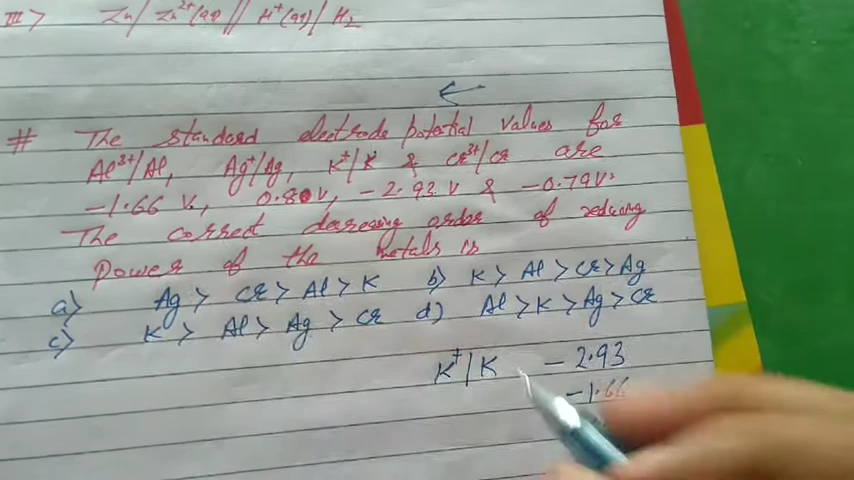 III> Zn/Zn²⁺(aq)//H⁺(aq)/H₂
# The standard electrode potential values for
Al³⁺/Al, Ag⁺/Ag, K⁺/K & Cr³⁺/Cr are
-1.66 V, 0.80V, -2.93 V & -0.79V.
The correct decreasing order of reducing
Power of the metals is
a) Ag > Cr > Al > K b) K > Al > Cr > Ag
c) K > Al > Ag > Cr d) Al > K > Ag > Cr
K⁺/K -2.93
-1.66